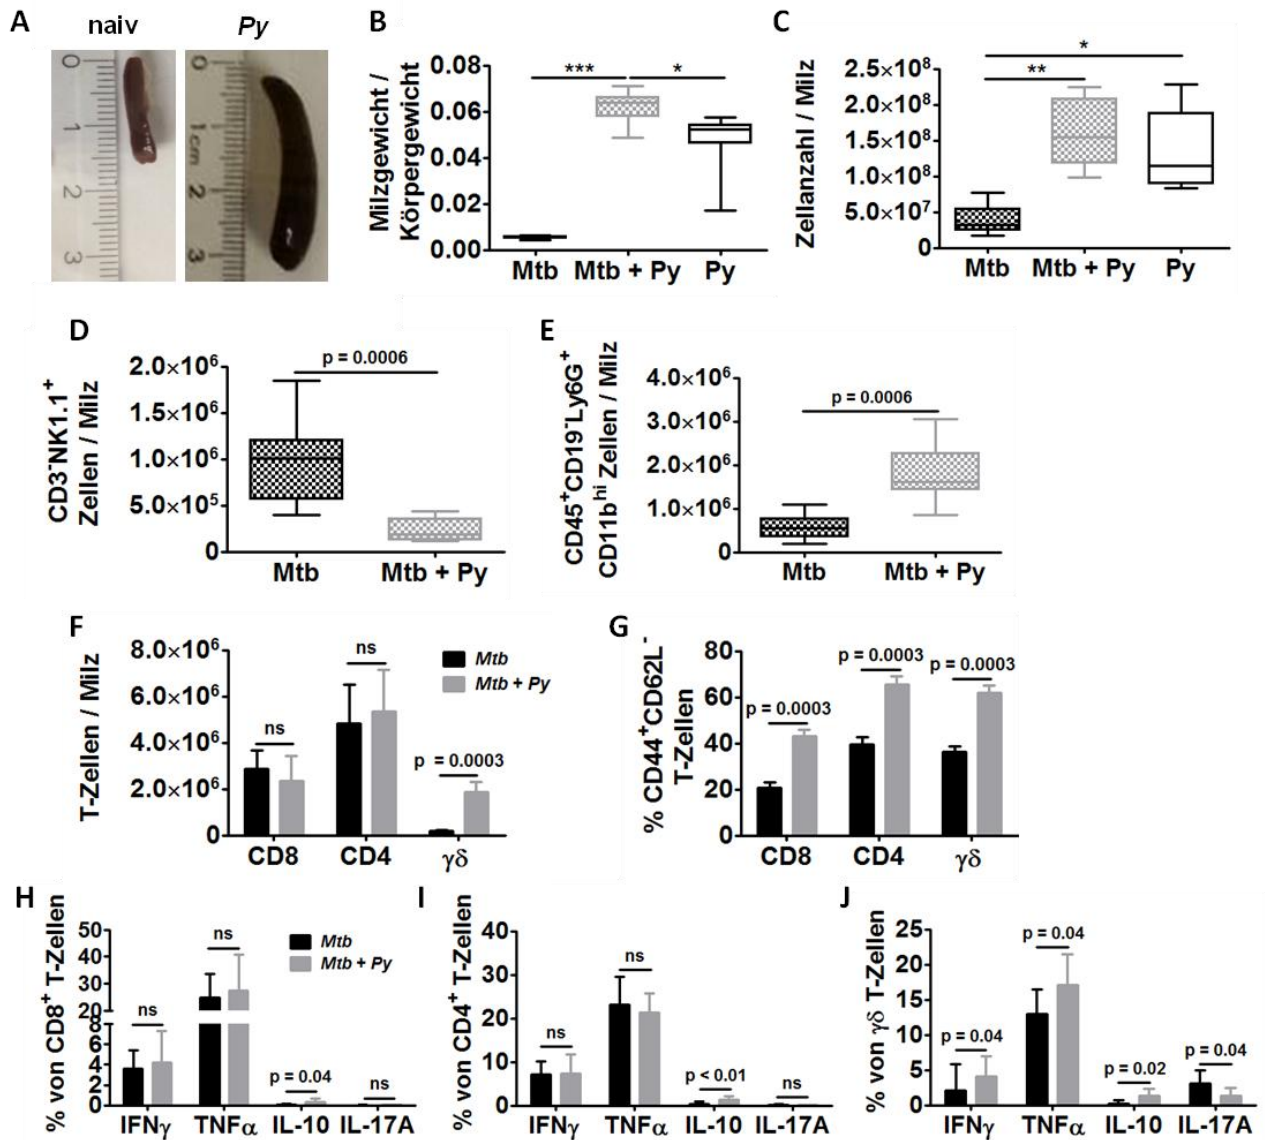 A
naiv
Py
0
1
2
3
0
1 cm
2
3
B
Milzgewicht /
Körpergewicht
0.08
0.06
0.04
0.02
0.00
***
*
Mtb
Mtb + Py
Py
C
Zellanzahl / Milz
2.5×10⁸
2.0×10⁸
1.5×10⁸
1.0×10⁸
5.0×10⁷
0
*
**
Mtb
Mtb + Py
Py
D
CD3⁻NK1.1⁺
Zellen / Milz
2.0×10⁶
1.5×10⁶
1.0×10⁶
5.0×10⁵
0
p = 0.0006
Mtb
Mtb + Py
E
CD45⁺CD19⁻Ly6G⁺
CD11bʰⁱ Zellen / Milz
4.0×10⁶
3.0×10⁶
2.0×10⁶
1.0×10⁶
0
p = 0.0006
Mtb
Mtb + Py
F
T-Zellen / Milz
8.0×10⁶
6.0×10⁶
4.0×10⁶
2.0×10⁶
0
ns
ns
p = 0.0003
Mtb
Mtb + Py
CD8
CD4
γδ
G
% CD44⁺CD62L⁻
T-Zellen
80
60
40
20
0
p = 0.0003
p = 0.0003
p = 0.0003
CD8
CD4
γδ
H
% von CD8⁺ T-Zellen
50
40
30
20
8
6
4
2
0
ns
ns
p = 0.04
ns
Mtb
Mtb + Py
IFNγ
TNFα
IL-10
IL-17A
I
% von CD4⁺ T-Zellen
40
30
20
10
0
ns
ns
p < 0.01
ns
IFNγ
TNFα
IL-10
IL-17A
J
% von γδ T-Zellen
25
20
15
10
5
0
p = 0.04
p = 0.04
p = 0.02
p = 0.04
IFNγ
TNFα
IL-10
IL-17A